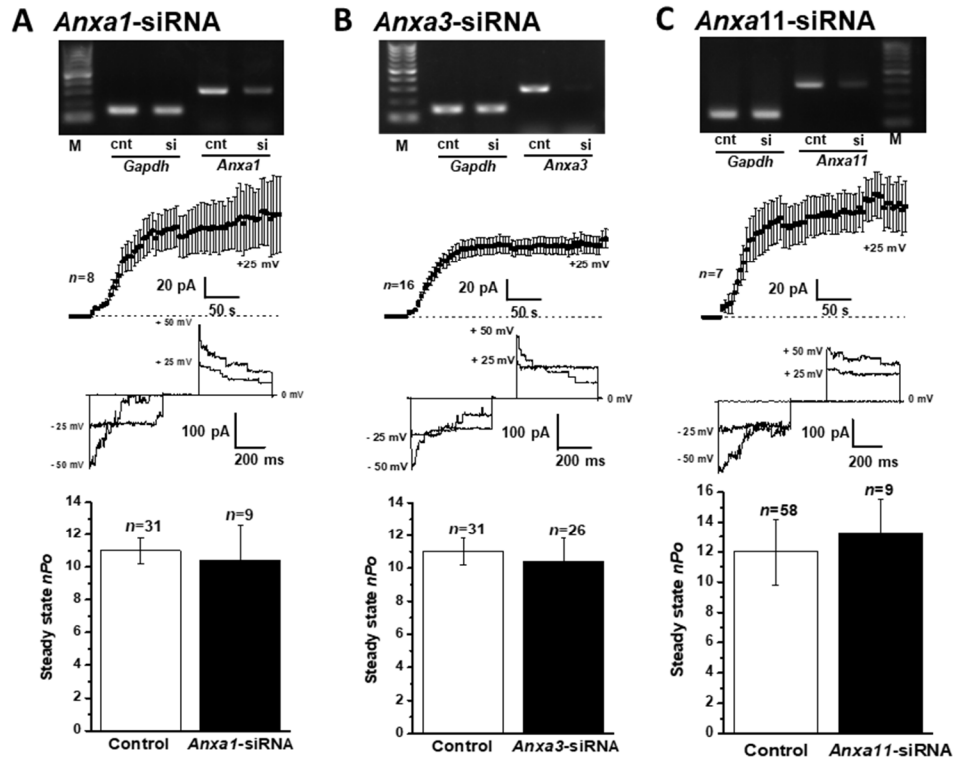 A Anxa1-siRNA
M cnt si cnt si
Gapdh Anxa1
n=8
+25 mV
20 pA
50 s
+ 50 mV
+ 25 mV
0 mV
- 25 mV
- 50 mV
100 pA
200 ms
Steady state nPo
14
12
10
8
6
4
2
0
n=31
n=9
Control Anxa1-siRNA
B Anxa3-siRNA
M cnt si cnt si
Gapdh Anxa3
n=16
+25 mV
20 pA
50 s
+ 50 mV
+ 25 mV
0 mV
- 25 mV
- 50 mV
100 pA
200 ms
Steady state nPo
14
12
10
8
6
4
2
0
n=31
n=26
Control Anxa3-siRNA
C Anxa11-siRNA
cnt si cnt si M
Gapdh Anxa11
n=7
+25 mV
20 pA
50 s
+ 50 mV
+ 25 mV
0 mV
- 25 mV
- 50 mV
100 pA
200 ms
Steady state nPo
16
14
12
10
8
6
4
2
0
n=58
n=9
Control Anxa11-siRNA